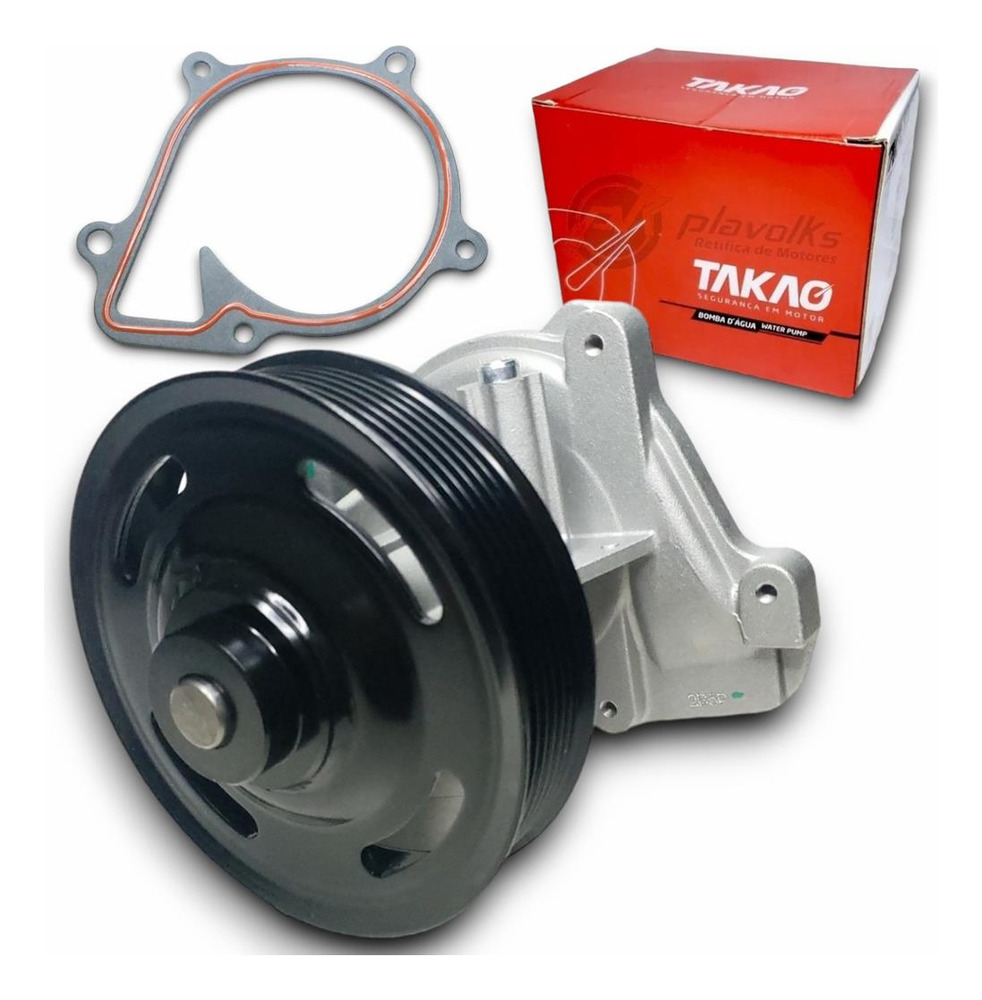 TAKAO
SEGURANÇA EM MOTOR
plavolks
Retífica de Motores
TAKAO
SEGURANÇA EM MOTOR
BOMBA D'ÁGUA WATER PUMP